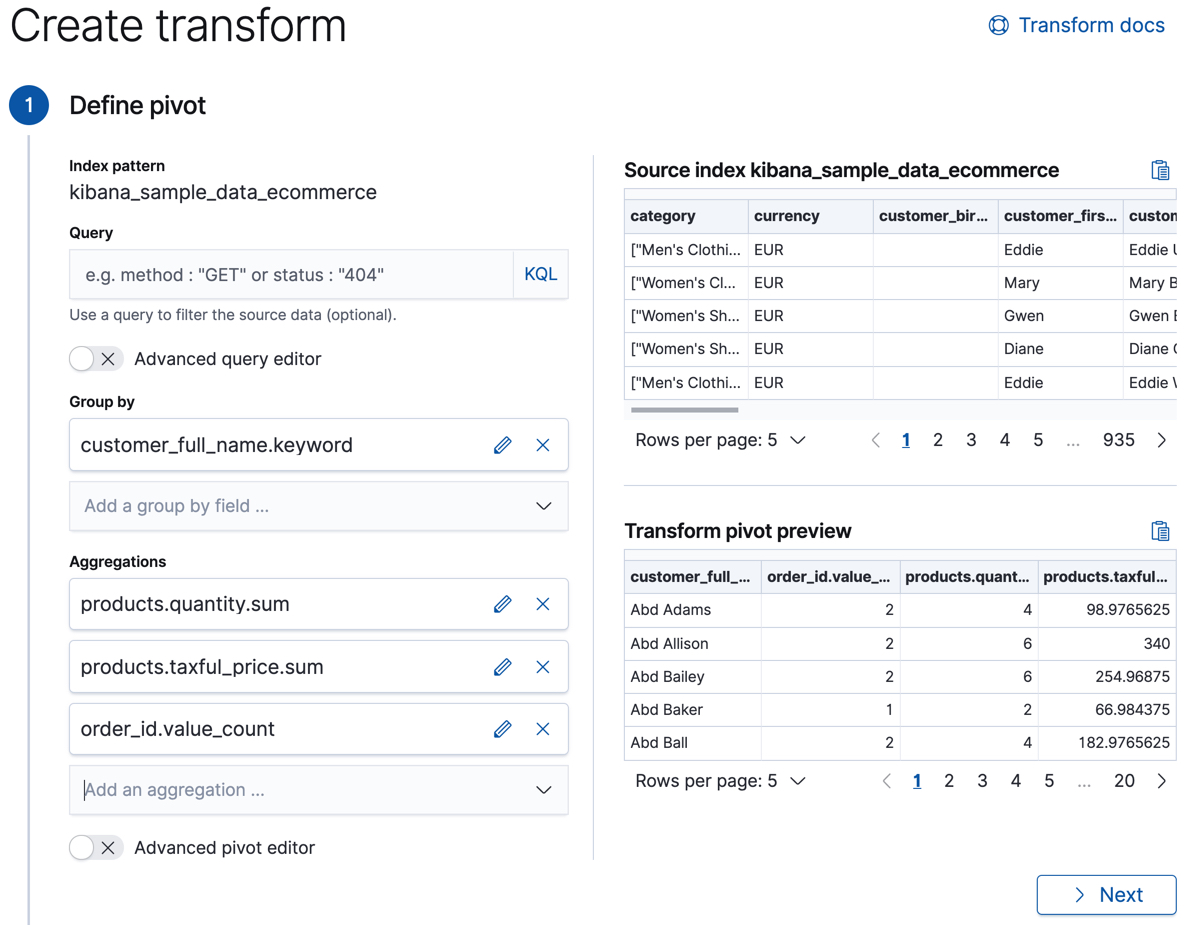 Create transform
Transform docs
1
Define pivot
Index pattern
kibana_sample_data_ecommerce
Query
e.g. method : "GET" or status : "404"
KQL
Use a query to filter the source data (optional).
Advanced query editor
Group by
customer_full_name.keyword
Add a group by field ...
Aggregations
products.quantity.sum
products.taxful_price.sum
order_id.value_count
Add an aggregation ...
Advanced pivot editor
Source index kibana_sample_data_ecommerce
category currency customer_bir... customer_firs... custom
["Men's Clothi... EUR Eddie Eddie U
["Women's Cl... EUR Mary Mary B
["Women's Sh... EUR Gwen Gwen B
["Women's Sh... EUR Diane Diane
["Men's Clothi... EUR Eddie Eddie W
Rows per page: 5 1 2 3 4 5 ... 935
Transform pivot preview
customer_full_... order_id.value_... products.quant... products.taxful...
Abd Adams 2 4 98.9765625
Abd Allison 2 6 340
Abd Bailey 2 6 254.96875
Abd Baker 1 2 66.984375
Abd Ball 2 4 182.9765625
Rows per page: 5 1 2 3 4 5 ... 20
Next